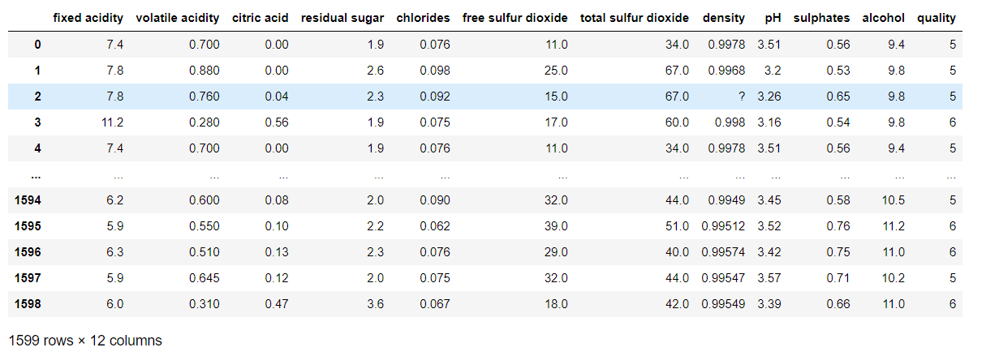 fixed acidity volatile acidity citric acid residual sugar chlorides free sulfur dioxide total sulfur dioxide density pH sulphates alcohol quality
0 7.4 0.700 0.00 1.9 0.076 11.0 34.0 0.9978 3.51 0.56 9.4 5
1 7.8 0.880 0.00 2.6 0.098 25.0 67.0 0.9968 3.2 0.53 9.8 5
2 7.8 0.760 0.04 2.3 0.092 15.0 67.0 ? 3.26 0.65 9.8 5
3 11.2 0.280 0.56 1.9 0.075 17.0 60.0 0.998 3.16 0.54 9.8 6
4 7.4 0.700 0.00 1.9 0.076 11.0 34.0 0.9978 3.51 0.56 9.4 5
... ... ... ... ... ... ... ... ... ... ... ... ...
1594 6.2 0.600 0.08 2.0 0.090 32.0 44.0 0.9949 3.45 0.58 10.5 5
1595 5.9 0.550 0.10 2.2 0.062 39.0 51.0 0.99512 3.52 0.76 11.2 6
1596 6.3 0.510 0.13 2.3 0.076 29.0 40.0 0.99574 3.42 0.75 11.0 6
1597 5.9 0.645 0.12 2.0 0.075 32.0 44.0 0.99547 3.57 0.71 10.2 5
1598 6.0 0.310 0.47 3.6 0.067 18.0 42.0 0.99549 3.39 0.66 11.0 6
1599 rows × 12 columns